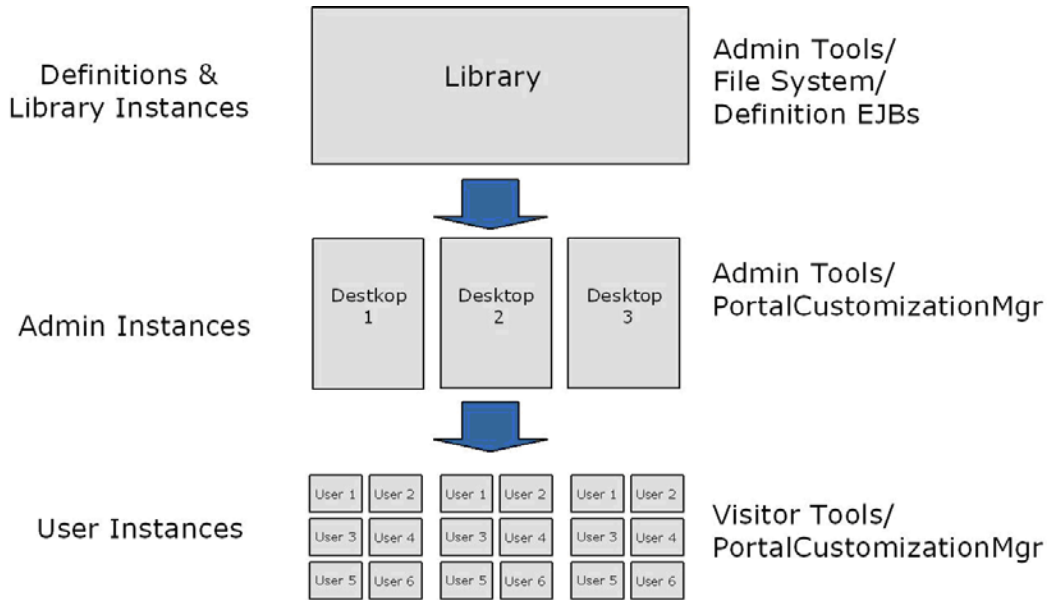 Definitions &
Library Instances
Library
Admin Tools/
File System/
Definition EJBs
Admin Instances
Destkop
1
Desktop
2
Desktop
3
Admin Tools/
PortalCustomizationMgr
User Instances
User 1 User 2 User 1 User 2 User 1 User 2
User 3 User 4 User 3 User 4 User 3 User 4
User 5 User 6 User 5 User 6 User 5 User 6
Visitor Tools/
PortalCustomizationMgr